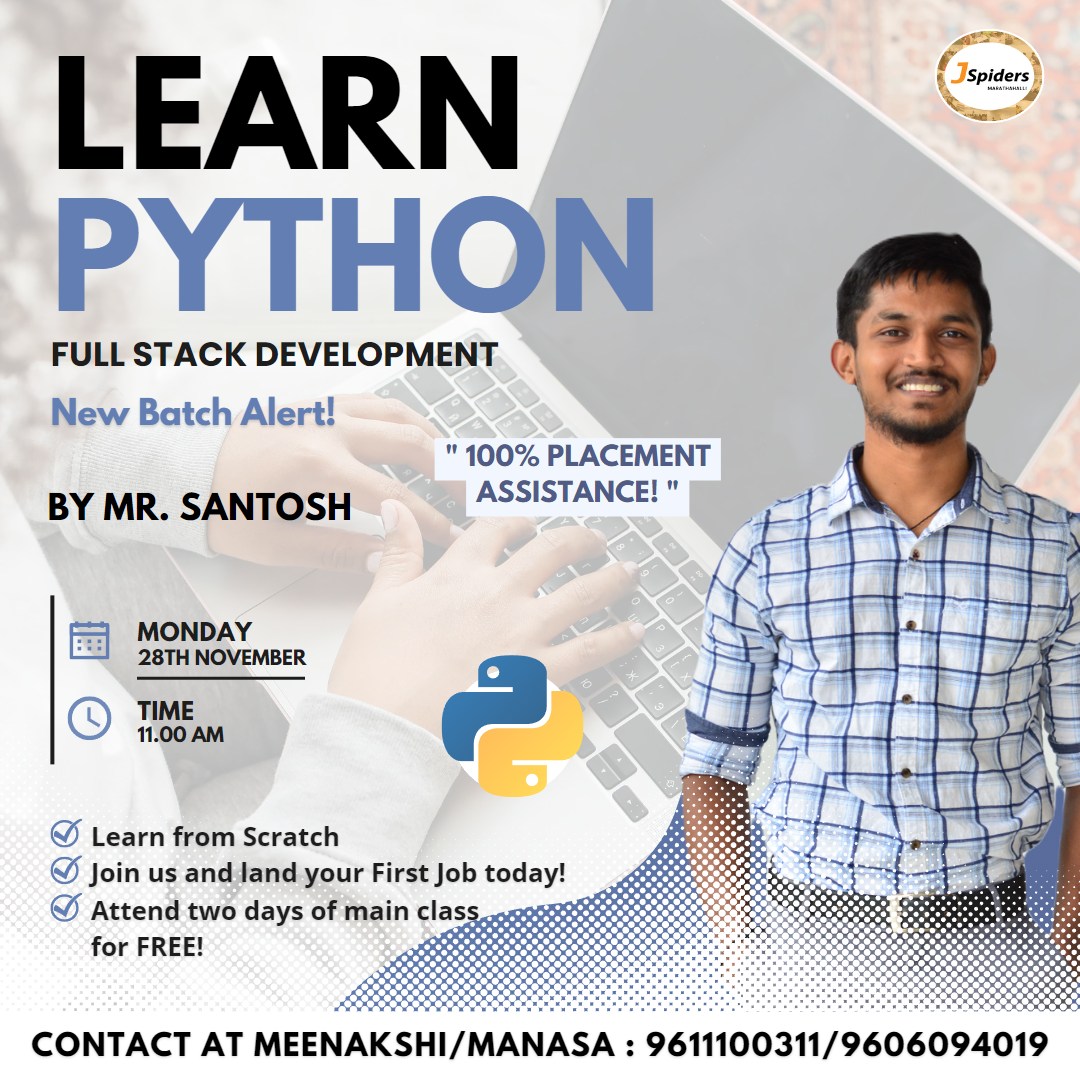 JSpiders
MARATHAHALLI
LEARN
PYTHON
FULL STACK DEVELOPMENT
New Batch Alert!
" 100% PLACEMENT
ASSISTANCE! "
BY MR. SANTOSH
MONDAY
28TH NOVEMBER
TIME
11.00 AM
Learn from Scratch
Join us and land your First Job today!
Attend two days of main class
for FREE!
CONTACT AT MEENAKSHI/MANASA : 9611100311/9606094019